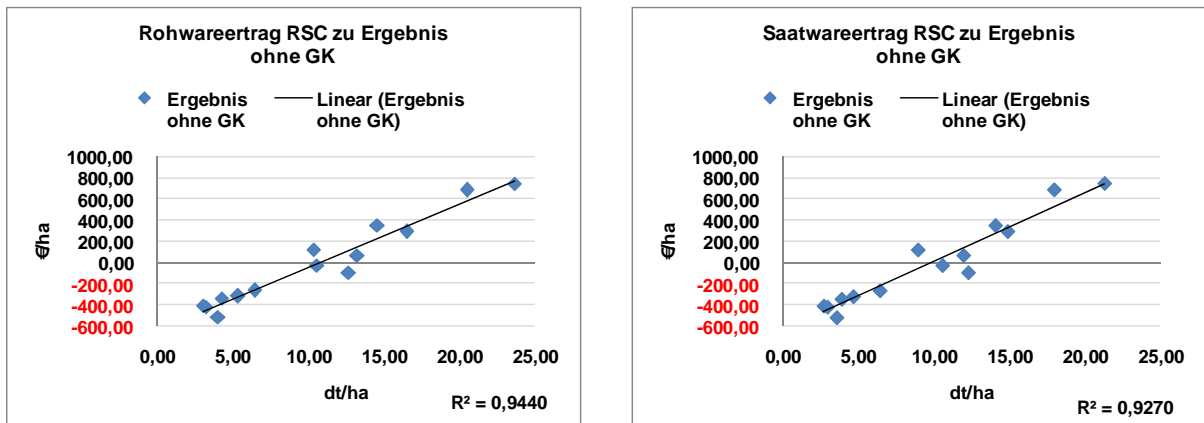 Rohwareertrag RSC zu Ergebnis
ohne GK
Ergebnis
ohne GK
Linear (Ergebnis
ohne GK)
1000,00
800,00
600,00
400,00
200,00
0,00
-200,00
-400,00
-600,00
€/ha
0,00 5,00 10,00 15,00 20,00 25,00
dt/ha
R² = 0,9440
Saatwareertrag RSC zu Ergebnis
ohne GK
Ergebnis
ohne GK
Linear (Ergebnis
ohne GK)
1000,00
800,00
600,00
400,00
200,00
0,00
-200,00
-400,00
-600,00
€/ha
0,00 5,00 10,00 15,00 20,00 25,00
dt/ha
R² = 0,9270